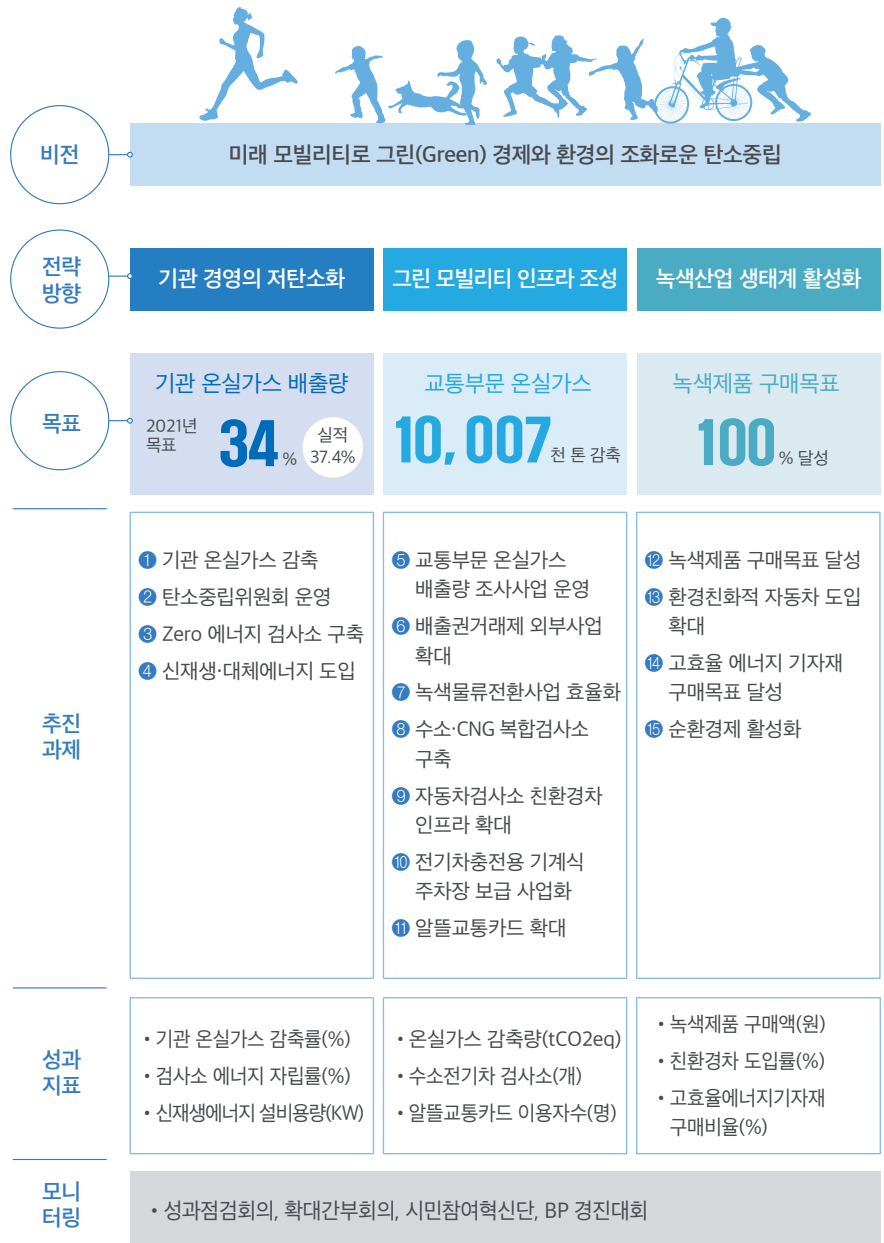 비전
미래 모빌리티로 그린(Green) 경제와 환경의 조화로운 탄소중립
전략
방향
기관 경영의 저탄소화
그린 모빌리티 인프라 조성
녹색산업 생태계 활성화
목표
기관 온실가스 배출량
2021년
목표
34 %
실적
37.4%
교통부문 온실가스
10,007 천 톤 감축
녹색제품 구매목표
100 % 달성
추진
과제
❶ 기관 온실가스 감축
❷ 탄소중립위원회 운영
❸ Zero 에너지 검사소 구축
❹ 신재생·대체에너지 도입
❺ 교통부문 온실가스
배출량 조사사업 운영
❻ 배출권거래제 외부사업
확대
❼ 녹색물류전환사업 효율화
❽ 수소·CNG 복합검사소
구축
❾ 자동차검사소 친환경차
인프라 확대
❿ 전기차충전용 기계식
주차장 보급 사업화
⓫ 알뜰교통카드 확대
⓬ 녹색제품 구매목표 달성
⓭ 환경친화적 자동차 도입
확대
⓮ 고효율 에너지 기자재
구매목표 달성
⓯ 순환경제 활성화
성과
지표
• 기관 온실가스 감축률(%)
• 검사소 에너지 자립률(%)
• 신재생에너지 설비용량(KW)
• 온실가스 감축량(tCO2eq)
• 수소전기차 검사소(개)
• 알뜰교통카드 이용자수(명)
• 녹색제품 구매액(원)
• 친환경차 도입률(%)
• 고효율에너지기자재
구매비율(%)
모니
터링
• 성과점검회의, 확대간부회의, 시민참여혁신단, BP 경진대회